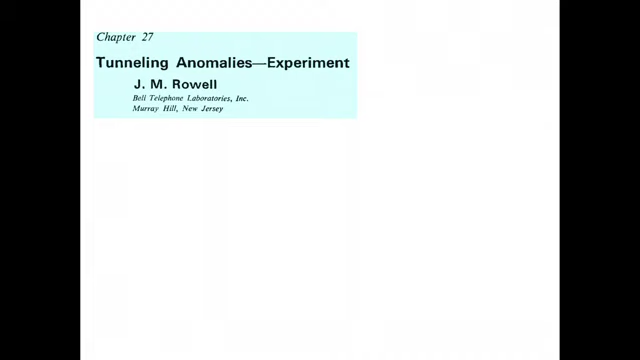 Chapter 27
Tunneling Anomalies—Experiment
J. M. Rowell
Bell Telephone Laboratories, Inc.
Murray Hill, New Jersey